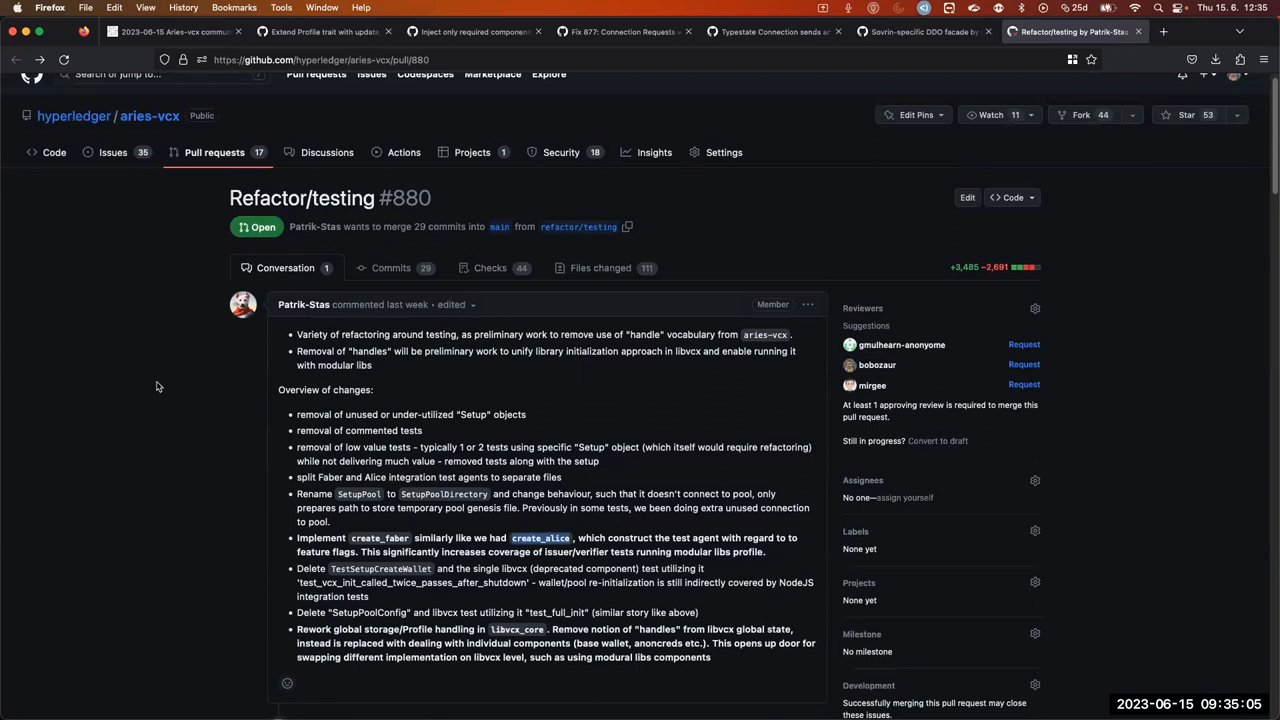 Firefox File Edit View History Bookmarks Tools Window Help 25d Thu 15. 6. 12:35
2023-06-15 Aries-vcx commun
Edit
Extend Profile trait with update_
Inject only required componen
Fix 877: Connection Requests v
Typestate Connection sends an
Sovrin-specific DDO facade by
Refactor/testing by Patrik-Stas
https://github.com/hyperledger/aries-vcx/pull/880
Search or jump to... Pull requests Issues Codespaces Marketplace Explore
hyperledger / aries-vcx Public
Edit Pins Watch 11 Fork 44 Star 53
Code Issues 35 Pull requests 17 Discussions Actions Projects 1 Security 18 Insights Settings
Refactor/testing #880
Edit <> Code
Open Patrik-Stas wants to merge 29 commits into main from refactor/testing
Conversation 1 Commits 29 Checks 44 Files changed 111 +3,485 −2,691
Patrik-Stas commented last week • edited Member
• Variety of refactoring around testing, as preliminary work to remove use of "handle" vocabulary from aries-vcx.
• Removal of "handles" will be preliminary work to unify library initialization approach in libvcx and enable running it
with modular libs
Overview of changes:
• removal of unused or under-utilized "Setup" objects
• removal of commented tests
• removal of low value tests - typically 1 or 2 tests using specific "Setup" object (which itself would require refactoring)
while not delivering much value - removed tests along with the setup
• split Faber and Alice integration test agents to separate files
• Rename SetupPool to SetupPoolDirectory and change behaviour, such that it doesn't connect to pool, only
prepares path to store temporary pool genesis file. Previously in some tests, we been doing extra unused connection
to pool.
• Implement create_faber similarly like we had create_alice, which construct the test agent with regard to to
feature flags. This significantly increases coverage of issuer/verifier tests running modular libs profile.
• Delete TestSetupCreateWallet and the single libvcx (deprecated component) test utilizing it
'test_vcx_init_called_twice_passes_after_shutdown' - wallet/pool re-initialization is still indirectly covered by NodeJS
integration tests
• Delete "SetupPoolConfig" and libvcx test utilizing it "test_full_init" (similar story like above)
• Rework global storage/Profile handling in libvcx_core. Remove notion of "handles" from libvcx global state,
instead is replaced with dealing with individual components (base wallet, anoncreds etc.). This opens up door for
swapping different implementation on libvcx level, such as using modural libs components
Reviewers
Suggestions
gmulhearn-anonyome Request
bobozaur Request
mirgee Request
At least 1 approving review is required to merge this
pull request.
Still in progress? Convert to draft
Assignees
No one—assign yourself
Labels
None yet
Projects
None yet
Milestone
No milestone
Development
Successfully merging this pull request may close
these issues.
2023-06-15 09:35:05